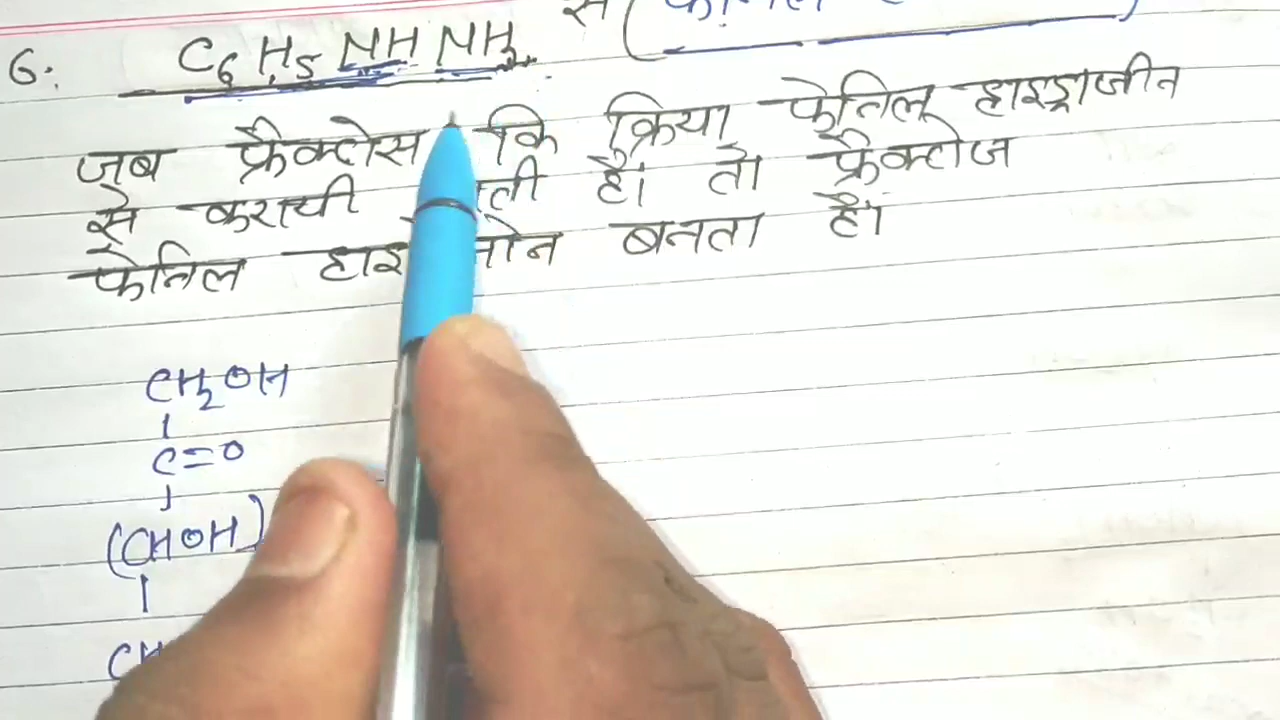 से (
6. C₆H₅NHNH₂
जब फ्रैक्टोस कि क्रिया फेनिल हाइड्राजीन
से करायी है। तो फ्रैक्टोज
फेनिल बनता है।
CH₂OH
|
C=O
|
(CHOH)
|